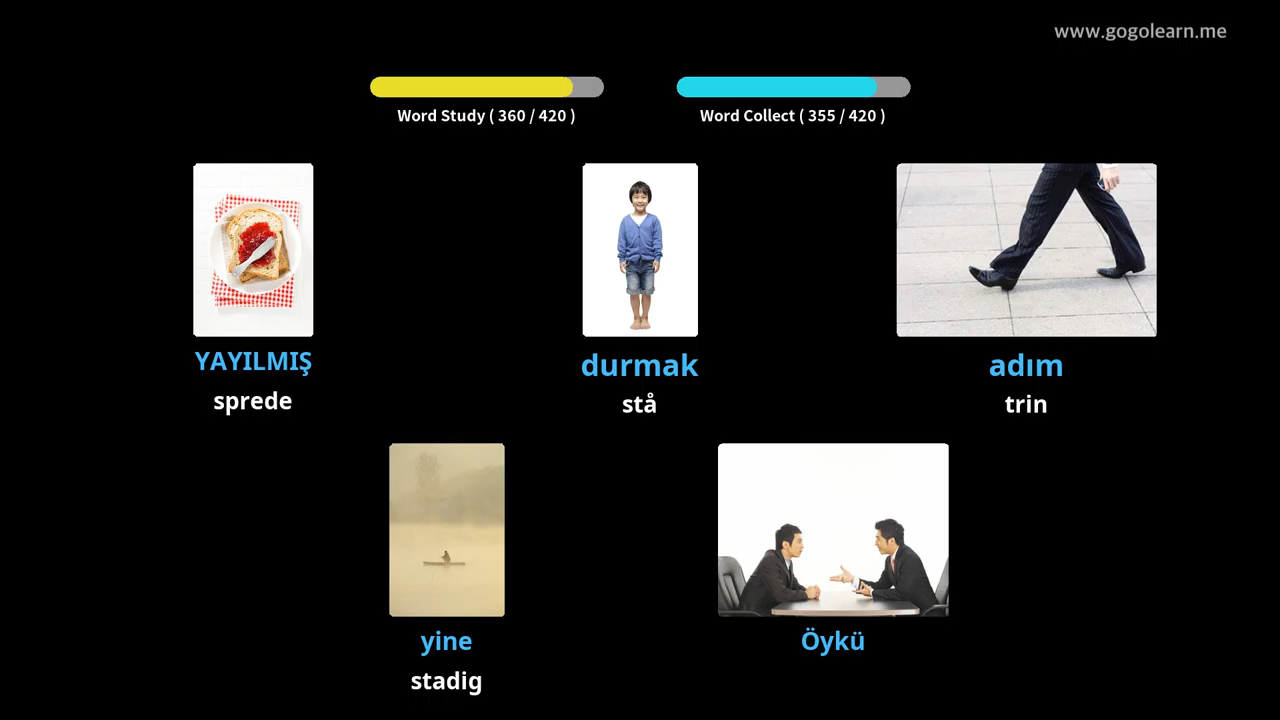 www.gogolearn.me
Word Study ( 360 / 420 )
Word Collect ( 355 / 420 )
YAYILMIŞ
sprede
durmak
stå
adım
trin
yine
stadig
Öykü